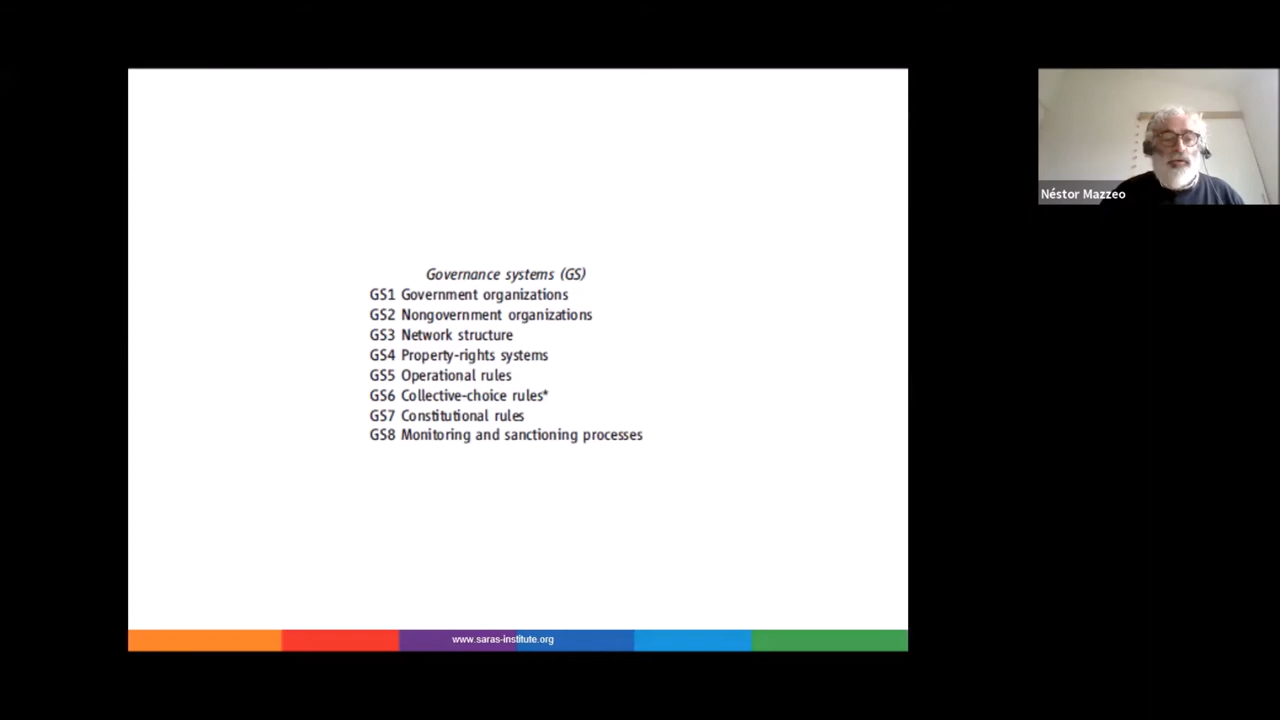 Governance systems (GS)
GS1 Government organizations
GS2 Nongovernment organizations
GS3 Network structure
GS4 Property-rights systems
GS5 Operational rules
GS6 Collective-choice rules*
GS7 Constitutional rules
GS8 Monitoring and sanctioning processes
www.saras-institute.org
Néstor Mazzeo